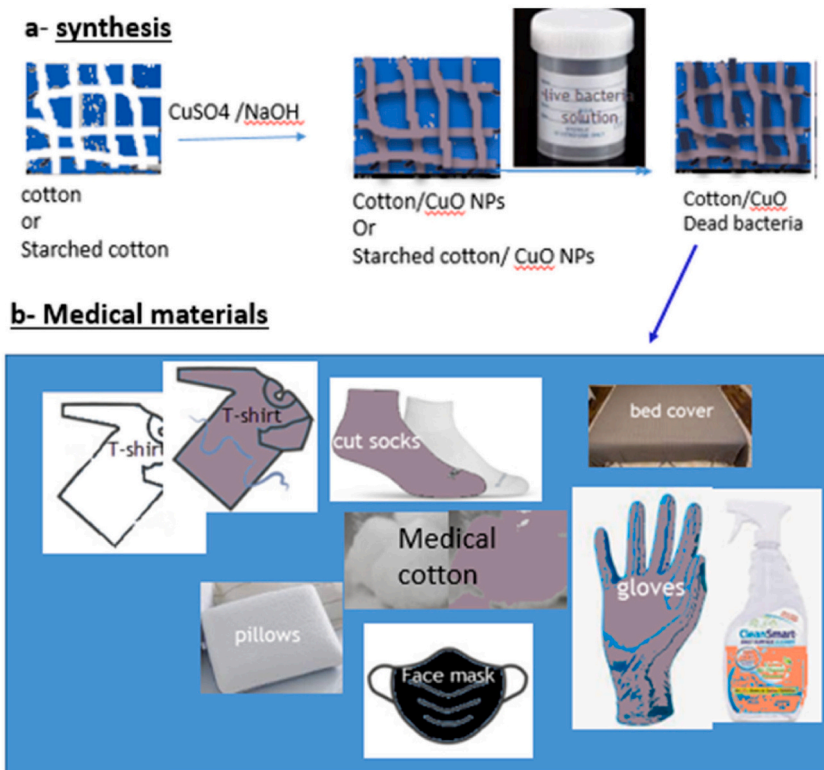 a- synthesis
CuSO4 /NaOH
live bacteria
solution
cotton
or
Starched cotton
Cotton/CuO NPs
Or
Starched cotton/ CuO NPs
Cotton/CuO
Dead bacteria
b- Medical materials
T-shirt
T-shirt
cut socks
bed cover
Medical
cotton
gloves
pillows
Face mask
CleanSmart